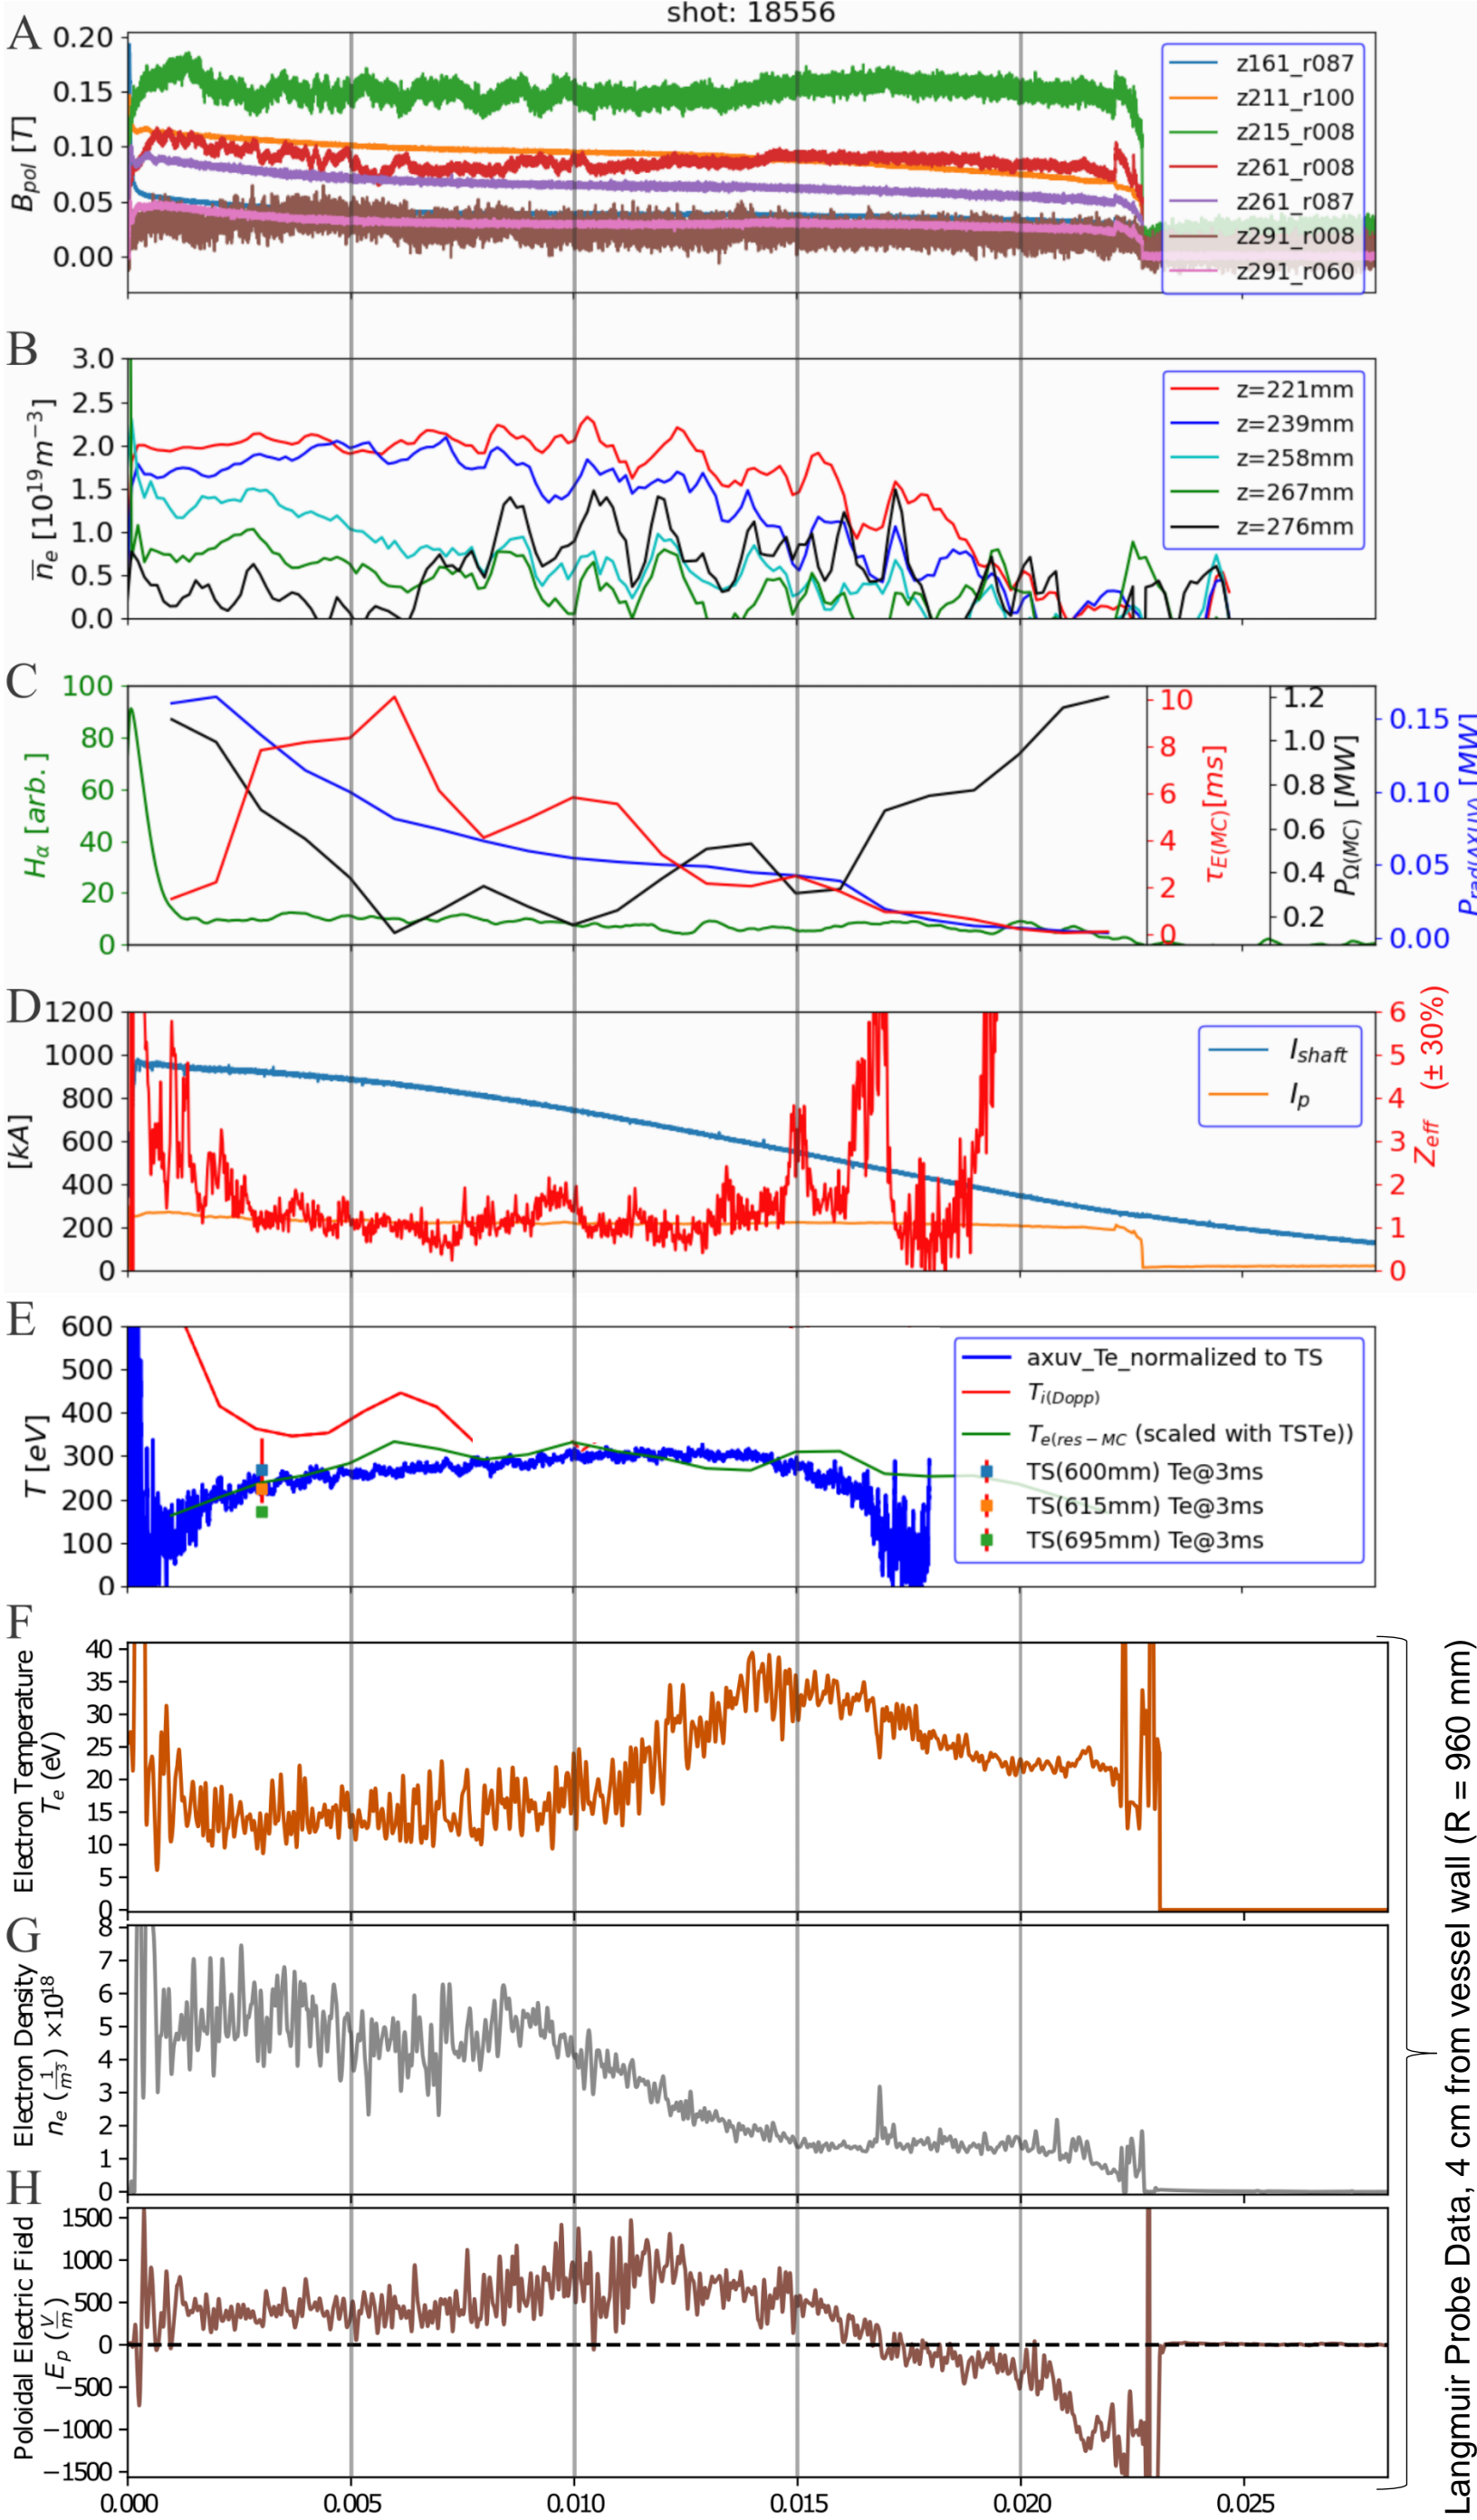 shot: 18556
A
0.20
0.15
0.10
0.05
0.00
B_pol [T]
z161_r087
z211_r100
z215_r008
z261_r008
z261_r087
z291_r008
z291_r060
B
3.0
2.5
2.0
1.5
1.0
0.5
0.0
n̅_e [10^19 m^−3]
z=221mm
z=239mm
z=258mm
z=267mm
z=276mm
C
100
80
60
40
20
0
H_α [arb.]
10
8
6
4
2
0
τ_E(MC) [ms]
1.2
1.0
0.8
0.6
0.4
0.2
P_Ω(MC) [MW]
0.15
0.10
0.05
0.00
P_rad(AXUV) [MW]
D
1200
1000
800
600
400
200
0
[kA]
I_shaft
I_p
6
5
4
3
2
1
0
Z_eff (± 30%)
E
600
500
400
300
200
100
0
T [eV]
axuv_Te_normalized to TS
T_i(Dopp)
T_e(res−MC) (scaled with TSTe))
TS(600mm) Te@3ms
TS(615mm) Te@3ms
TS(695mm) Te@3ms
F
40
35
30
25
20
15
10
5
0
Electron Temperature
T_e (eV)
G
8
7
6
5
4
3
2
1
0
Electron Density
n_e (1/m^3) ×10^18
H
1500
1000
500
0
−500
−1000
−1500
Poloidal Electric Field
E_p (V/m)
0.000 0.005 0.010 0.015 0.020 0.025
Langmuir Probe Data, 4 cm from vessel wall (R = 960 mm)